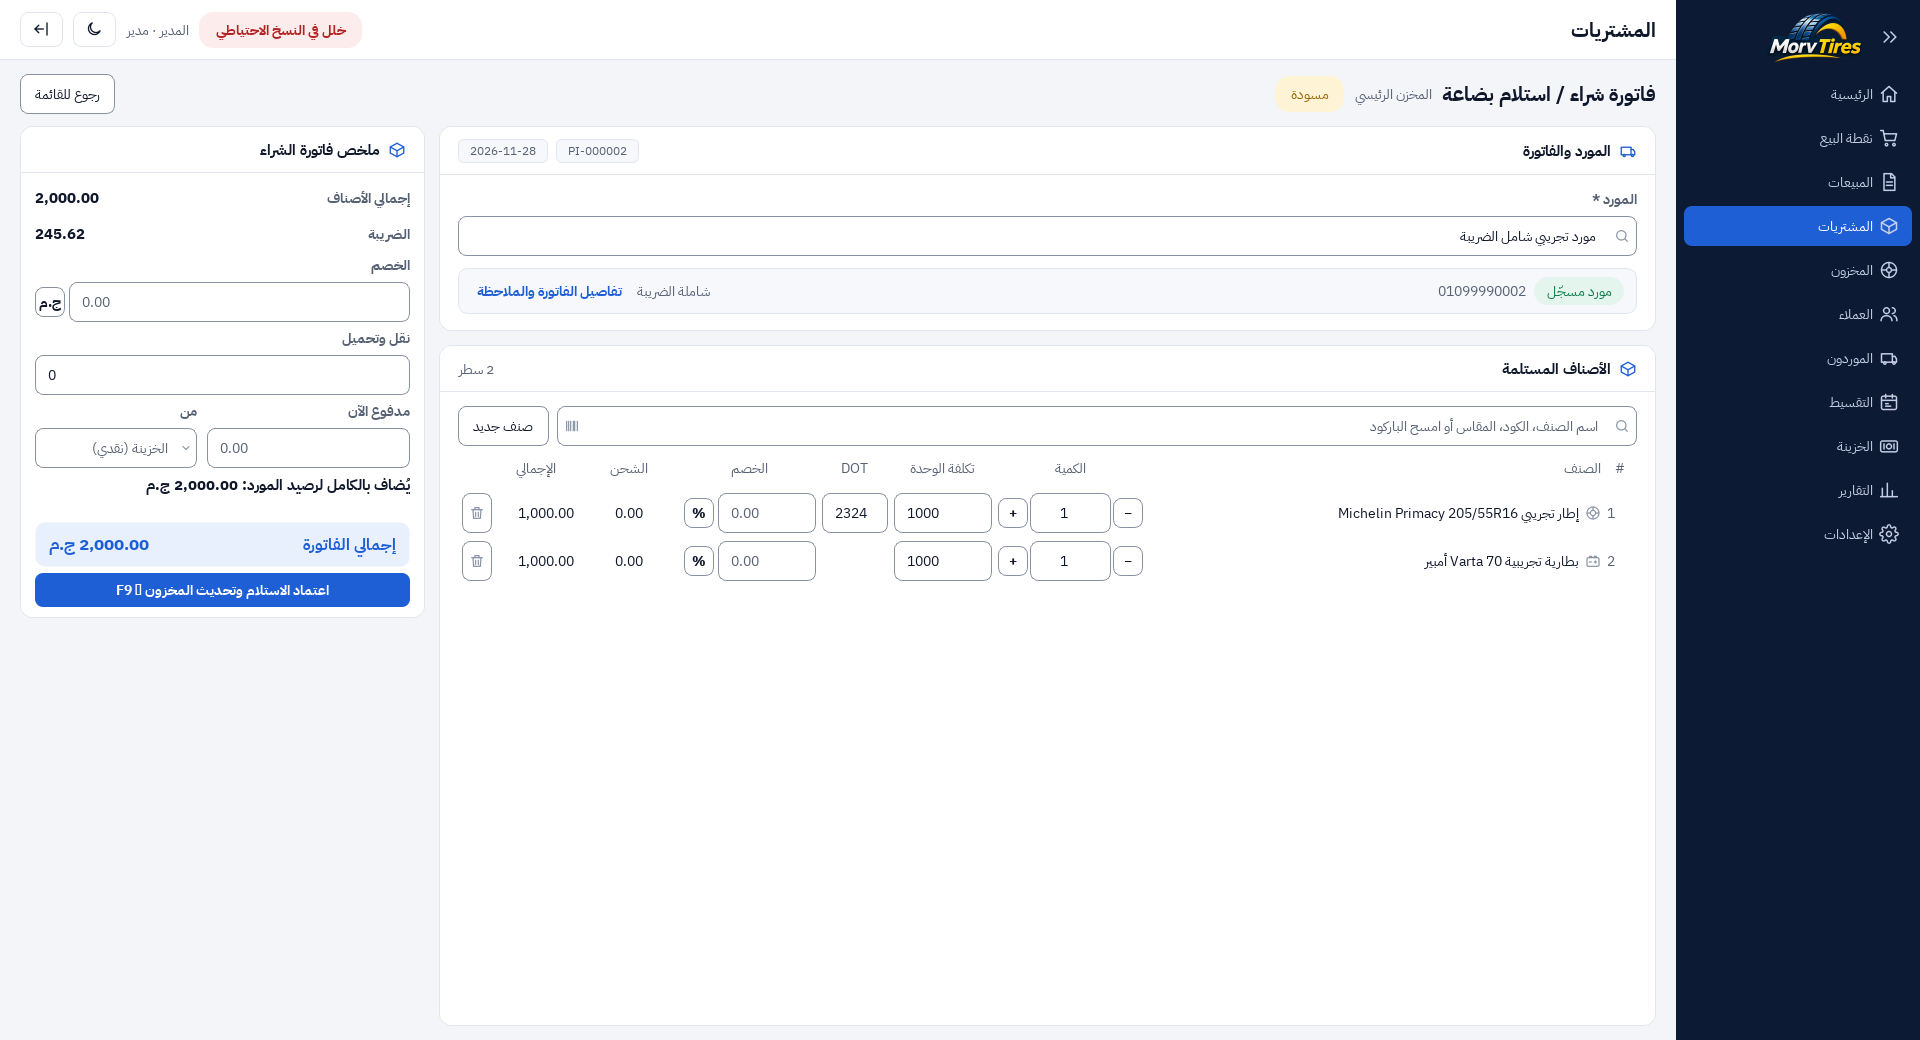 MorvTires
الرئيسية
نقطة البيع
المبيعات
المشتريات
المخزون
العملاء
الموردون
التقسيط
الخزينة
التقارير
الإعدادات
المشتريات
خلل في النسخ الاحتياطي
المدير · مدير
فاتورة شراء / استلام بضاعة
المخزن الرئيسي
مسودة
رجوع للقائمة
المورد والفاتورة
PI-000002
2026-11-28
المورد *
مورد تجريبي شامل الضريبة
مورد مسجّل 01099990002
شاملة الضريبة
تفاصيل الفاتورة والملاحظة
الأصناف المستلمة
2 سطر
اسم الصنف، الكود، المقاس أو امسح الباركود
صنف جديد
# الصنف الكمية تكلفة الوحدة DOT الخصم الشحن الإجمالي
1 إطار تجريبي Michelin Primacy 205/55R16 − 1 + 1000 2324 0.00 % 0.00 1,000.00
2 بطارية تجريبية Varta 70 أمبير − 1 + 1000 0.00 % 0.00 1,000.00
ملخص فاتورة الشراء
إجمالي الأصناف 2,000.00
الضريبة 245.62
الخصم
0.00 ج.م
نقل وتحميل
0
مدفوع الآن من
0.00 الخزينة (نقدي)
يُضاف بالكامل لرصيد المورد: 2,000.00 ج.م
إجمالي الفاتورة 2,000.00 ج.م
اعتماد الاستلام وتحديث المخزون F9